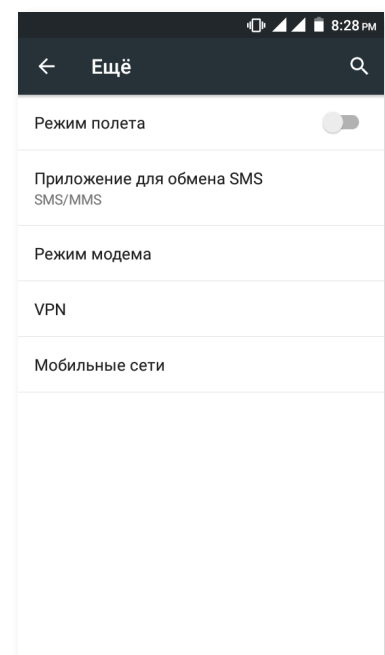 8:28 PM
Ещё
Режим полета
Приложение для обмена SMS
SMS/MMS
Режим модема
VPN
Мобильные сети